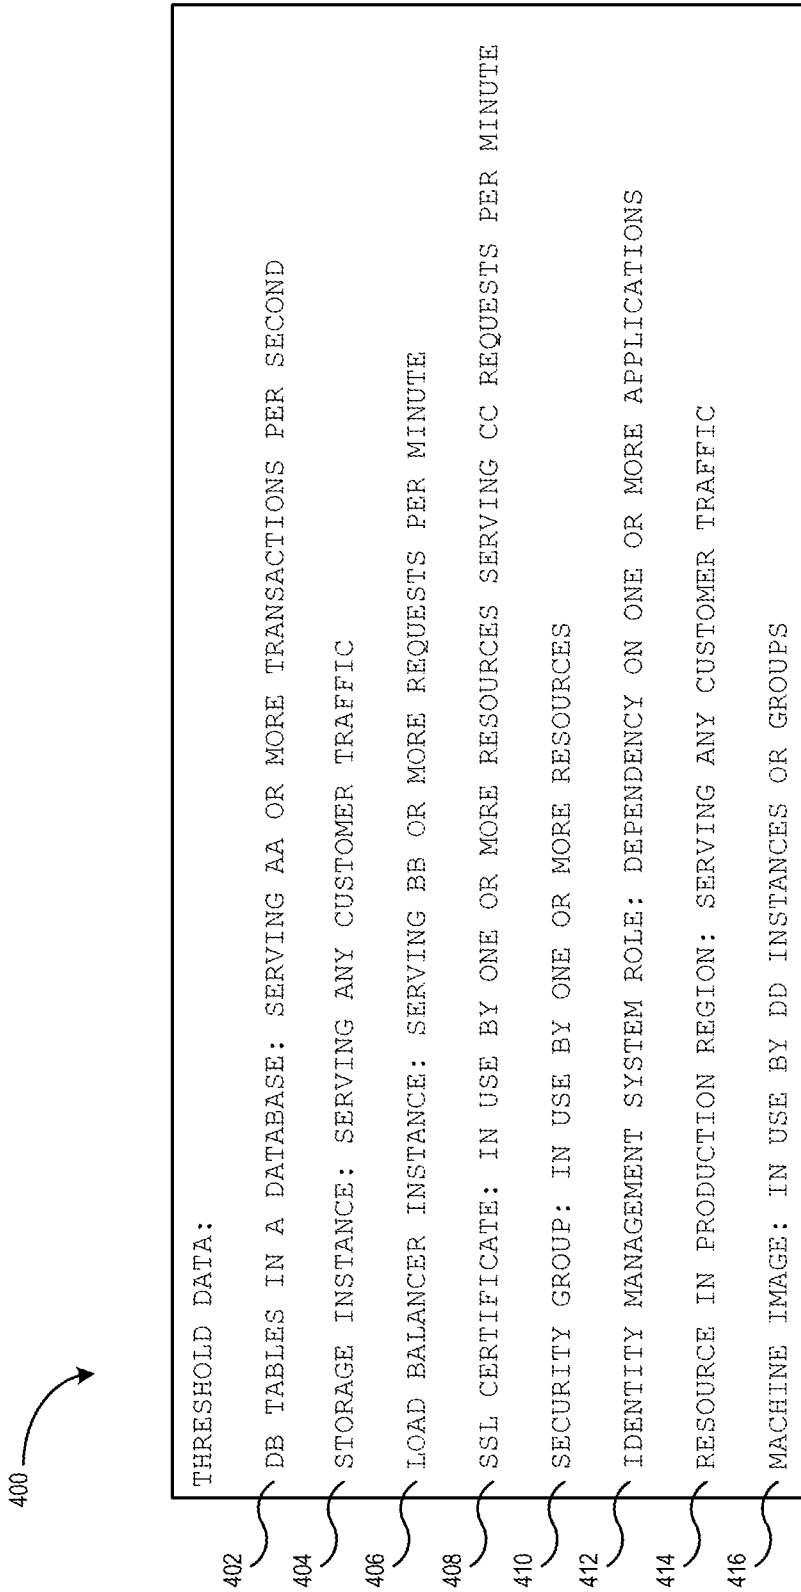 400
THRESHOLD DATA:
402 DB TABLES IN A DATABASE: SERVING AA OR MORE TRANSACTIONS PER SECOND
404 STORAGE INSTANCE: SERVING ANY CUSTOMER TRAFFIC
406 LOAD BALANCER INSTANCE: SERVING BB OR MORE REQUESTS PER MINUTE
408 SSL CERTIFICATE: IN USE BY ONE OR MORE RESOURCES SERVING CC REQUESTS PER MINUTE
410 SECURITY GROUP: IN USE BY ONE OR MORE RESOURCES
412 IDENTITY MANAGEMENT SYSTEM ROLE: DEPENDENCY ON ONE OR MORE APPLICATIONS
414 RESOURCE IN PRODUCTION REGION: SERVING ANY CUSTOMER TRAFFIC
416 MACHINE IMAGE: IN USE BY DD INSTANCES OR GROUPS